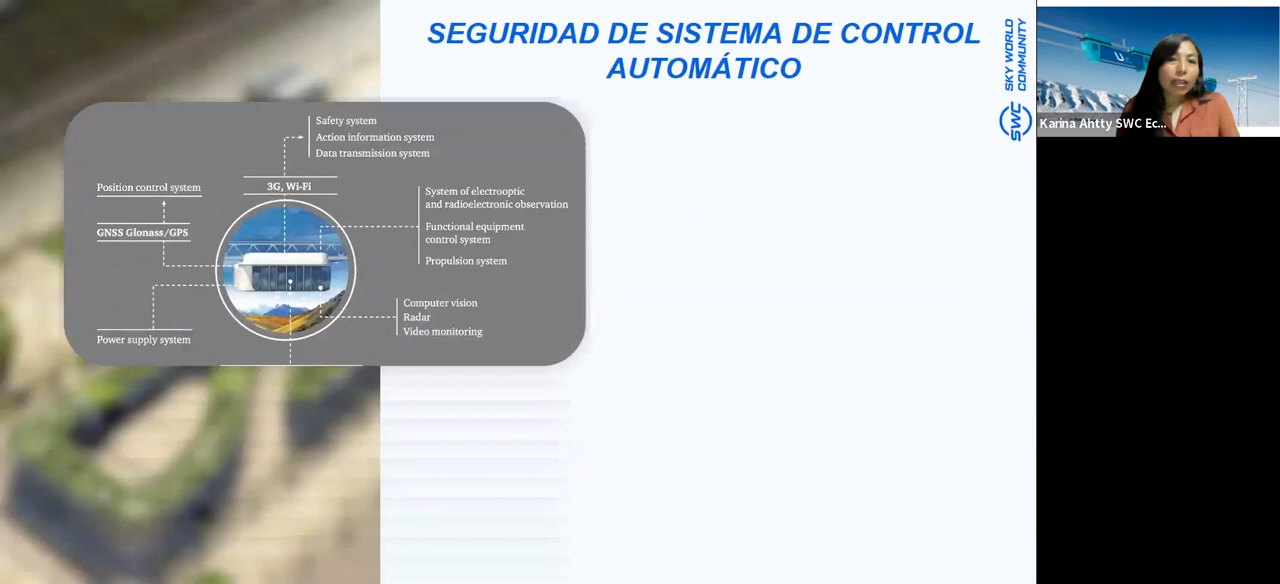 SEGURIDAD DE SISTEMA DE CONTROL
AUTOMÁTICO
SKY WORLD
COMMUNITY
SWC
Karina Ahtty SWC Ec...
Safety system
Action information system
Data transmission system
3G, Wi-Fi
Position control system
GNSS Glonass/GPS
Power supply system
System of electrooptic
and radioelectronic observation
Functional equipment
control system
Propulsion system
Computer vision
Radar
Video monitoring